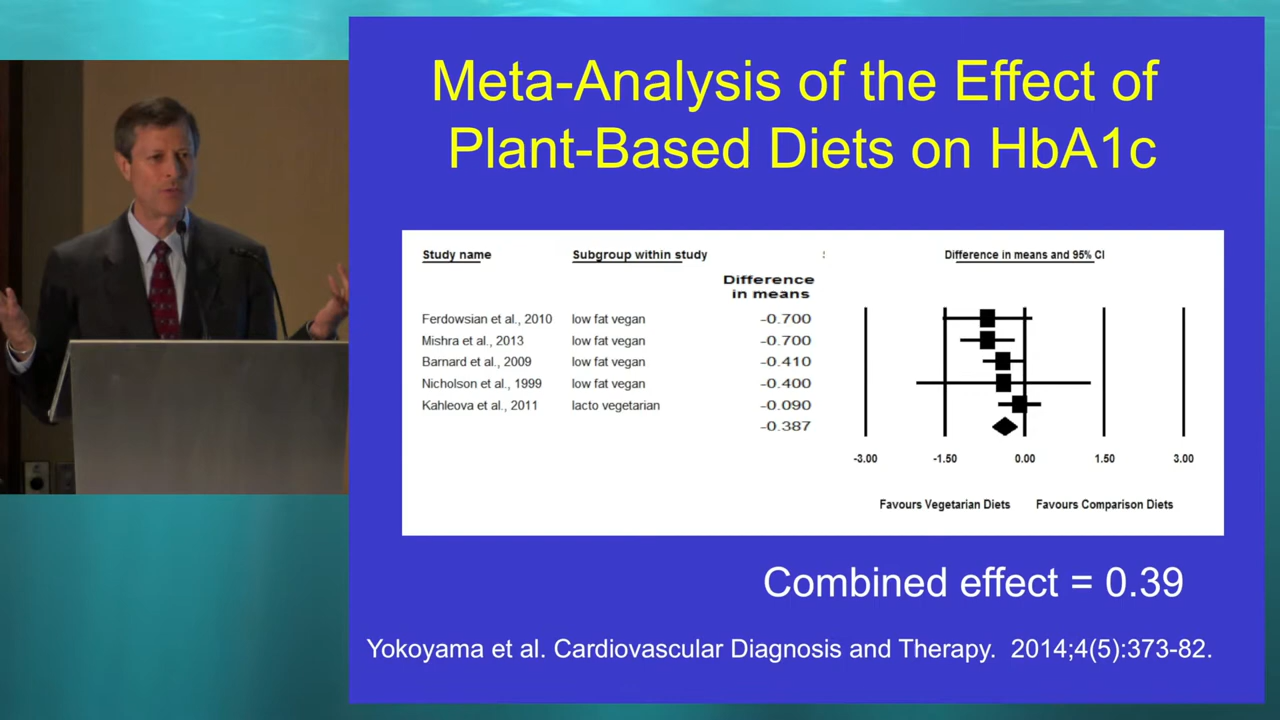 Meta-Analysis of the Effect of
Plant-Based Diets on HbA1c
Study name Subgroup within study Difference in means and 95% CI
Difference
in means
Ferdowsian et al., 2010 low fat vegan -0.700
Mishra et al., 2013 low fat vegan -0.700
Barnard et al., 2009 low fat vegan -0.410
Nicholson et al., 1999 low fat vegan -0.400
Kahleova et al., 2011 lacto vegetarian -0.090
-0.387
-3.00 -1.50 0.00 1.50 3.00
Favours Vegetarian Diets Favours Comparison Diets
Combined effect = 0.39
Yokoyama et al. Cardiovascular Diagnosis and Therapy. 2014;4(5):373-82.